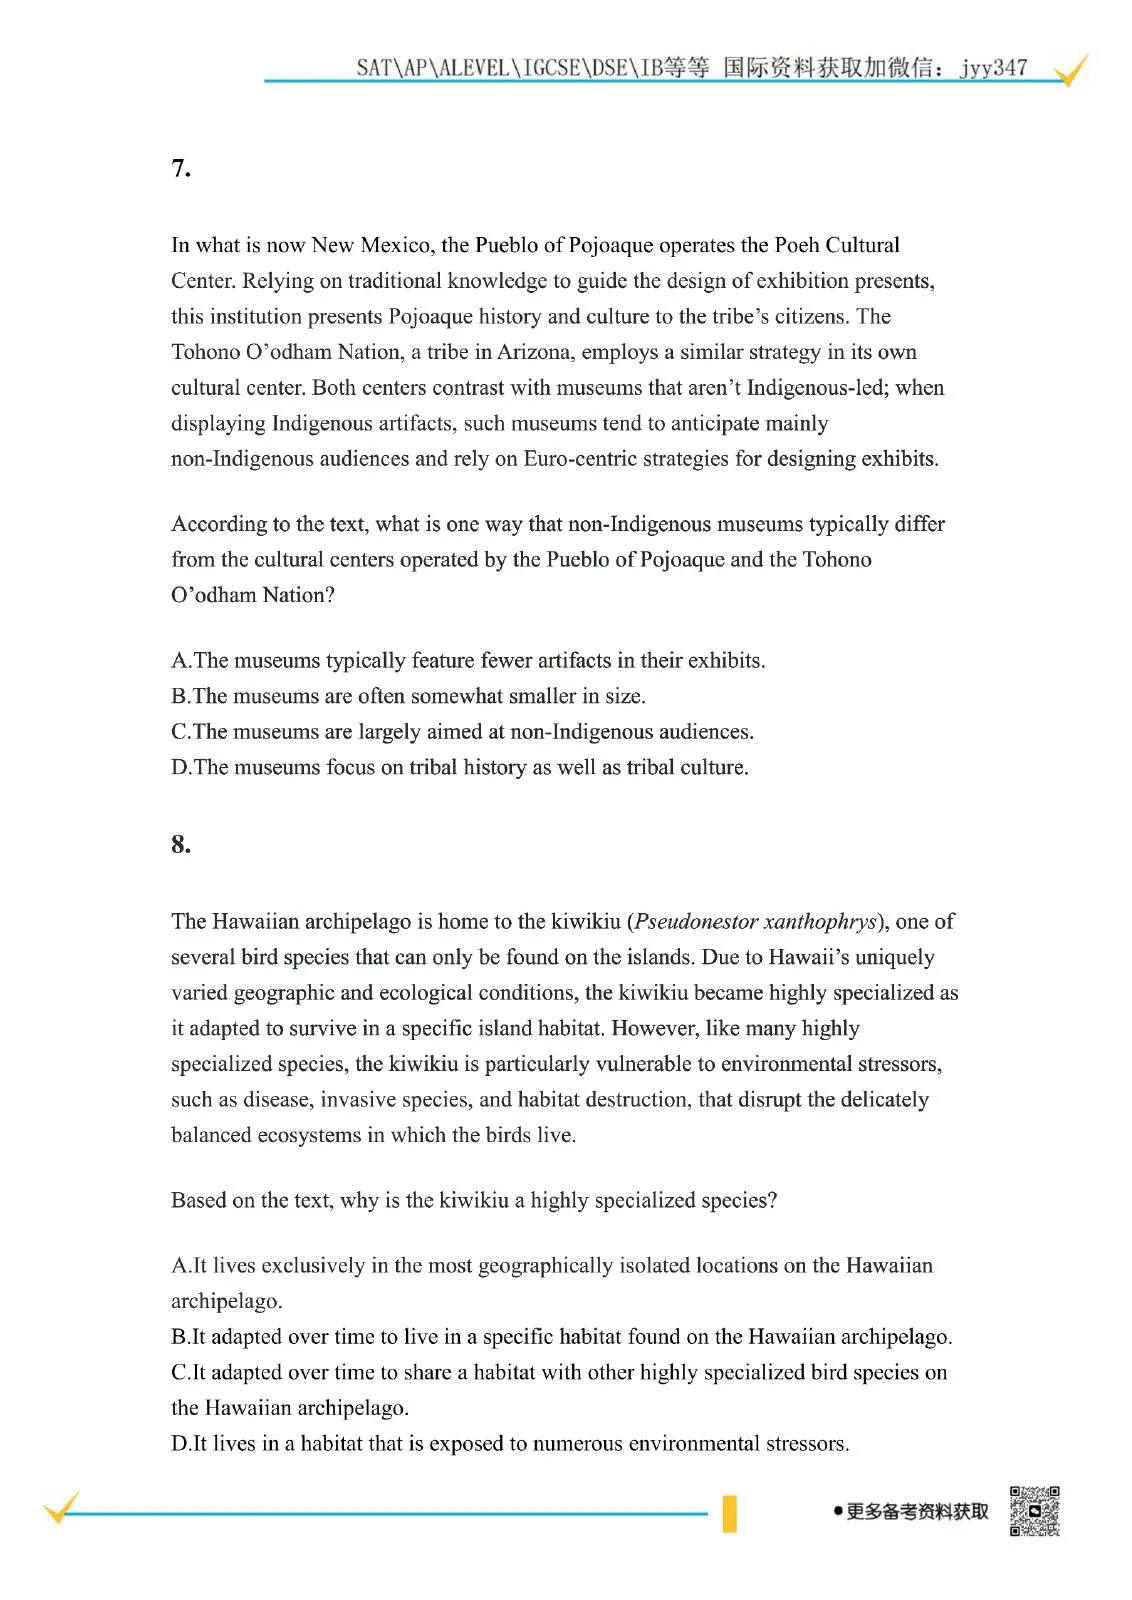 SAT\AP\ALEVEL\IGCSE\DSE\IB等等 国际资料获取加微信：jyy347
7.
In what is now New Mexico, the Pueblo of Pojoaque operates the Poeh Cultural
Center. Relying on traditional knowledge to guide the design of exhibition presents,
this institution presents Pojoaque history and culture to the tribe’s citizens. The
Tohono O’odham Nation, a tribe in Arizona, employs a similar strategy in its own
cultural center. Both centers contrast with museums that aren’t Indigenous-led; when
displaying Indigenous artifacts, such museums tend to anticipate mainly
non-Indigenous audiences and rely on Euro-centric strategies for designing exhibits.
According to the text, what is one way that non-Indigenous museums typically differ
from the cultural centers operated by the Pueblo of Pojoaque and the Tohono
O’odham Nation?
A.The museums typically feature fewer artifacts in their exhibits.
B.The museums are often somewhat smaller in size.
C.The museums are largely aimed at non-Indigenous audiences.
D.The museums focus on tribal history as well as tribal culture.
8.
The Hawaiian archipelago is home to the kiwikiu (Pseudonestor xanthophrys), one of
several bird species that can only be found on the islands. Due to Hawaii’s uniquely
varied geographic and ecological conditions, the kiwikiu became highly specialized as
it adapted to survive in a specific island habitat. However, like many highly
specialized species, the kiwikiu is particularly vulnerable to environmental stressors,
such as disease, invasive species, and habitat destruction, that disrupt the delicately
balanced ecosystems in which the birds live.
Based on the text, why is the kiwikiu a highly specialized species?
A.It lives exclusively in the most geographically isolated locations on the Hawaiian
archipelago.
B.It adapted over time to live in a specific habitat found on the Hawaiian archipelago.
C.It adapted over time to share a habitat with other highly specialized bird species on
the Hawaiian archipelago.
D.It lives in a habitat that is exposed to numerous environmental stressors.
•更多备考资料获取